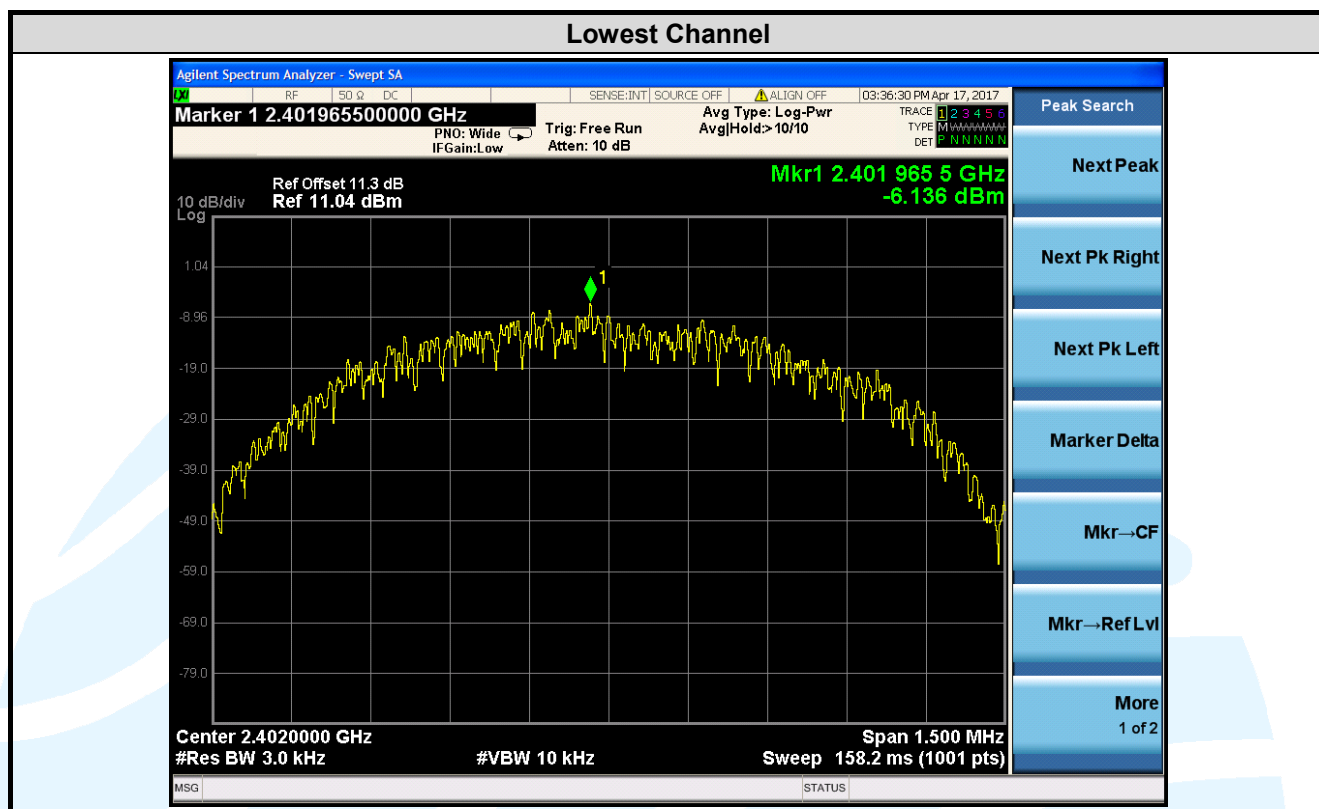 Lowest Channel
Agilent Spectrum Analyzer - Swept SA
LXI RF 50 Ω DC SENSE:INT SOURCE OFF ALIGN OFF 03:36:30 PM Apr 17, 2017
Marker 1 2.401965500000 GHz
PNO: Wide
IFGain:Low
Trig: Free Run
Atten: 10 dB
Avg Type: Log-Pwr
Avg|Hold:>10/10
TRACE 1 2 3 4 5 6
TYPE M WWWWW
DET P N N N N N
Ref Offset 11.3 dB
10 dB/div Ref 11.04 dBm
Log
Mkr1 2.401 965 5 GHz
-6.136 dBm
1
1.04
-8.96
-19.0
-29.0
-39.0
-49.0
-59.0
-69.0
-79.0
Center 2.4020000 GHz
Span 1.500 MHz
#Res BW 3.0 kHz
#VBW 10 kHz
Sweep 158.2 ms (1001 pts)
MSG
STATUS
Peak Search
Next Peak
Next Pk Right
Next Pk Left
Marker Delta
Mkr→CF
Mkr→Ref Lvl
More
1 of 2